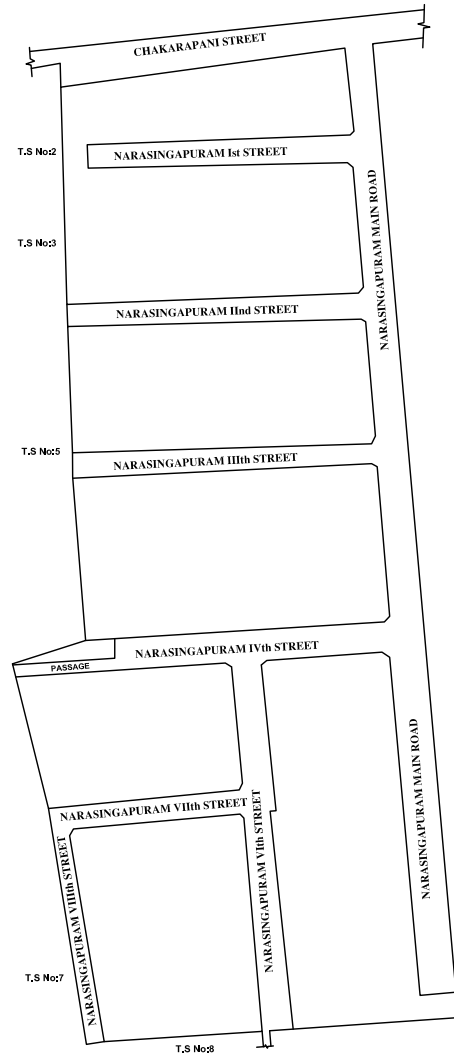 CHAKARAPANI STREET
T.S No:2
NARASINGAPURAM Ist STREET
NARASINGAPURAM MAIN ROAD
T.S No:3
NARASINGAPURAM IInd STREET
T.S No:5
NARASINGAPURAM IIIth STREET
NARASINGAPURAM IVth STREET
PASSAGE
NARASINGAPURAM MAIN ROAD
NARASINGAPURAM VIIth STREET
NARASINGAPURAM VIth STREET
NARASINGAPURAM VIIIth STREET
T.S No:7
T.S No:8